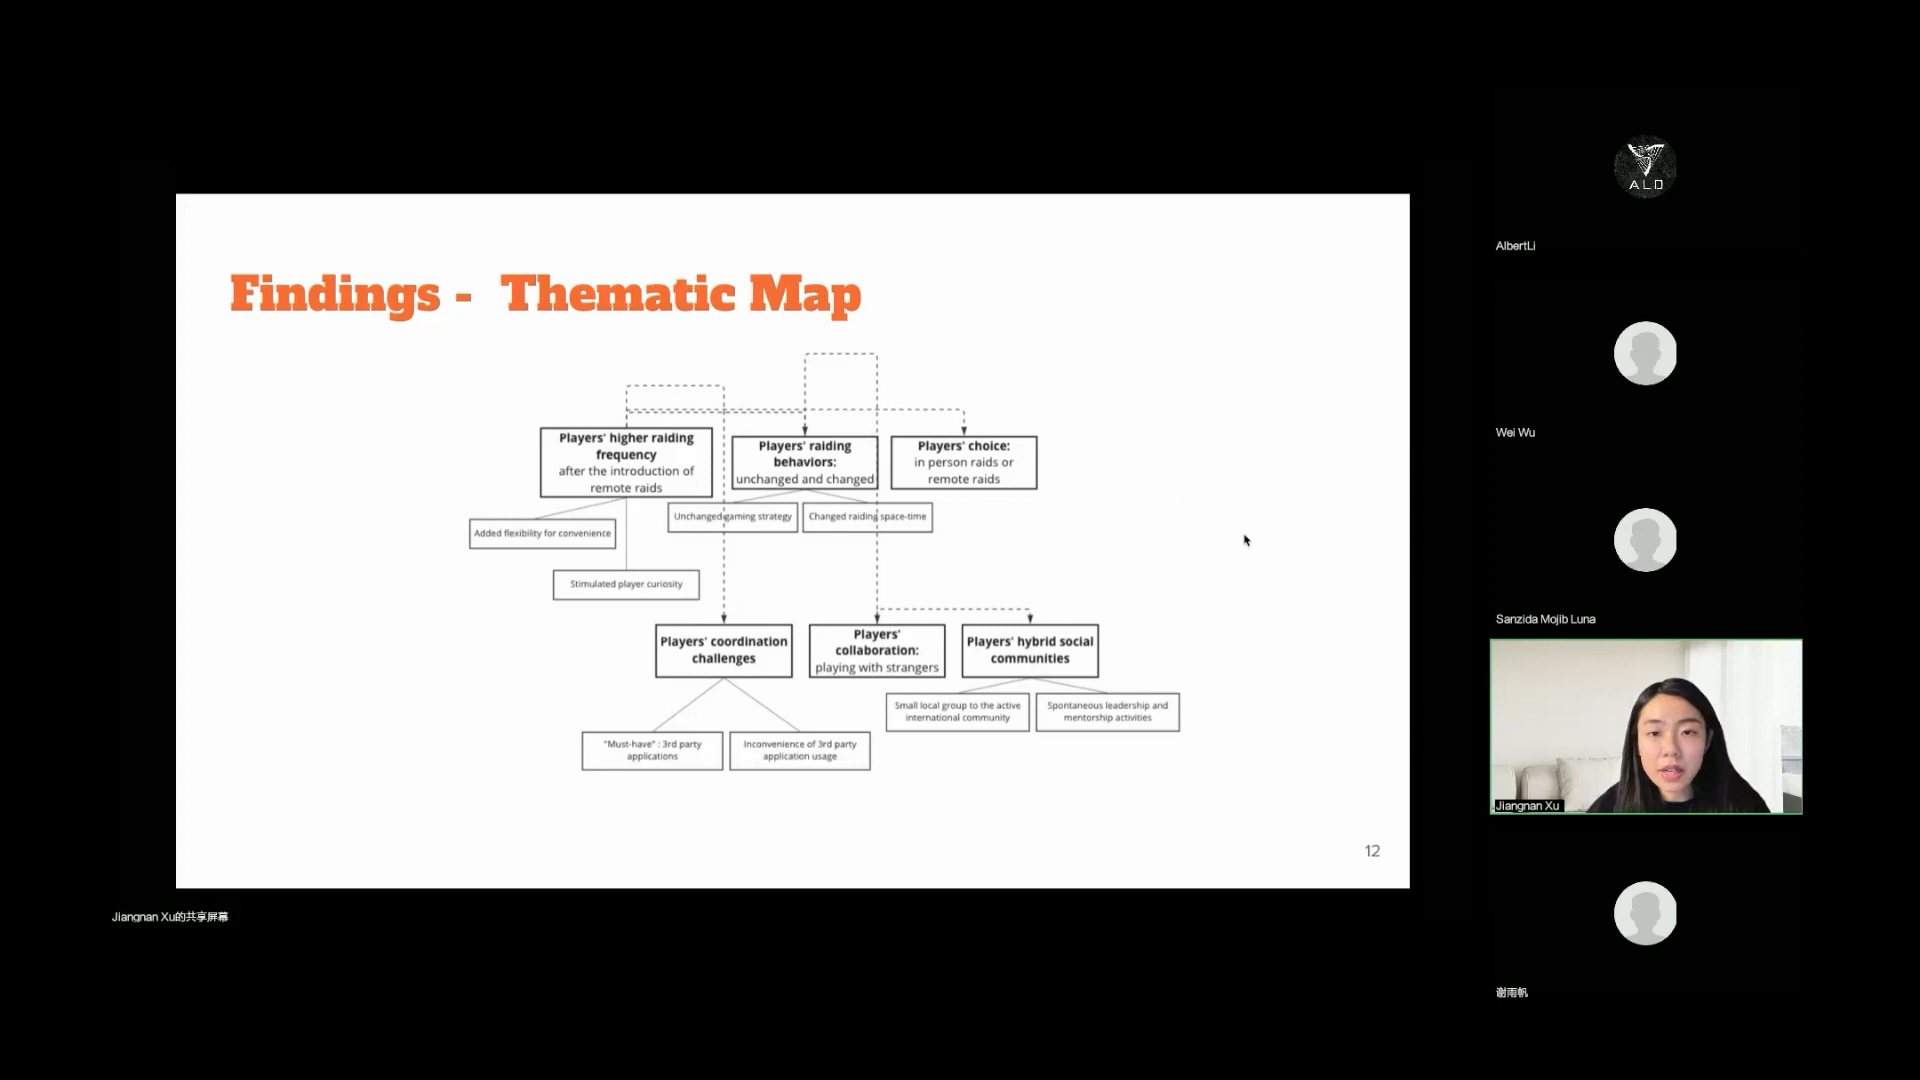 Findings - Thematic Map
Players' higher raiding
frequency
after the introduction of
remote raids
Players' raiding
behaviors:
unchanged and changed
Players' choice:
in person raids or
remote raids
Added flexibility for convenience
Stimulated player curiosity
Unchanged gaming strategy
Changed raiding space-time
Players' coordination
challenges
Players'
collaboration:
playing with strangers
Players' hybrid social
communities
"Must-have" : 3rd party
applications
Inconvenience of 3rd party
application usage
Small local group to the active
international community
Spontaneous leadership and
mentorship activities
12
Jiangnan Xu的共享屏幕
ALD
AlbertLi
Wei Wu
Sanzida Mojib Luna
Jiangnan Xu
谢雨帆